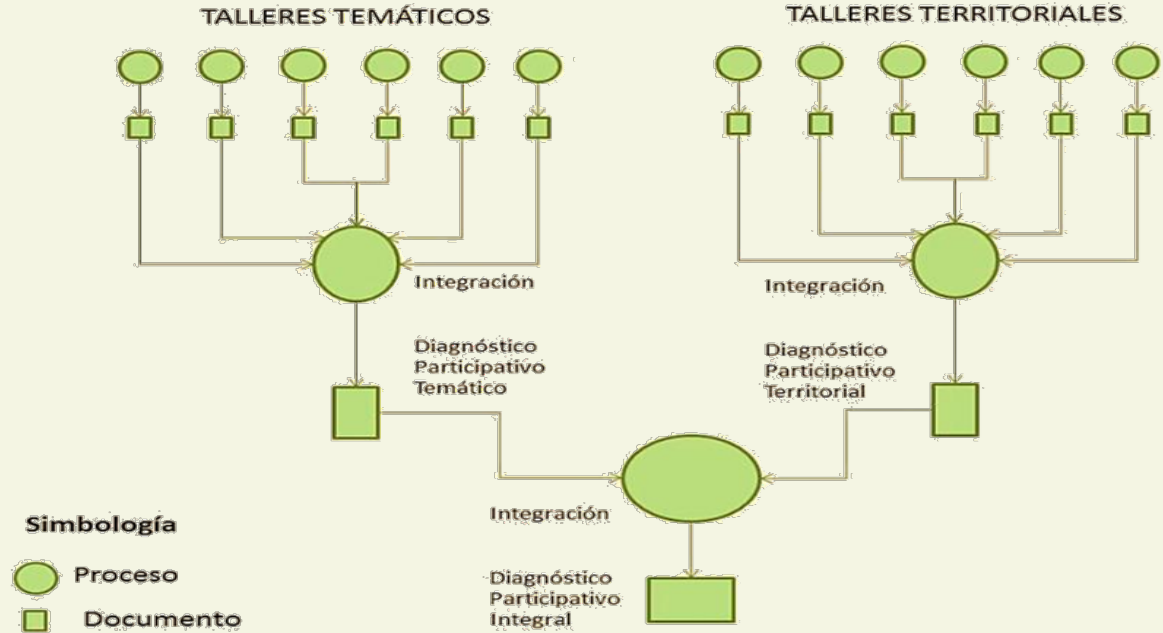 TALLERES TEMÁTICOS
TALLERES TERRITORIALES
Integración
Integración
Diagnóstico
Participativo
Temático
Diagnóstico
Participativo
Territorial
Integración
Diagnóstico
Participativo
Integral
Simbología
Proceso
Documento